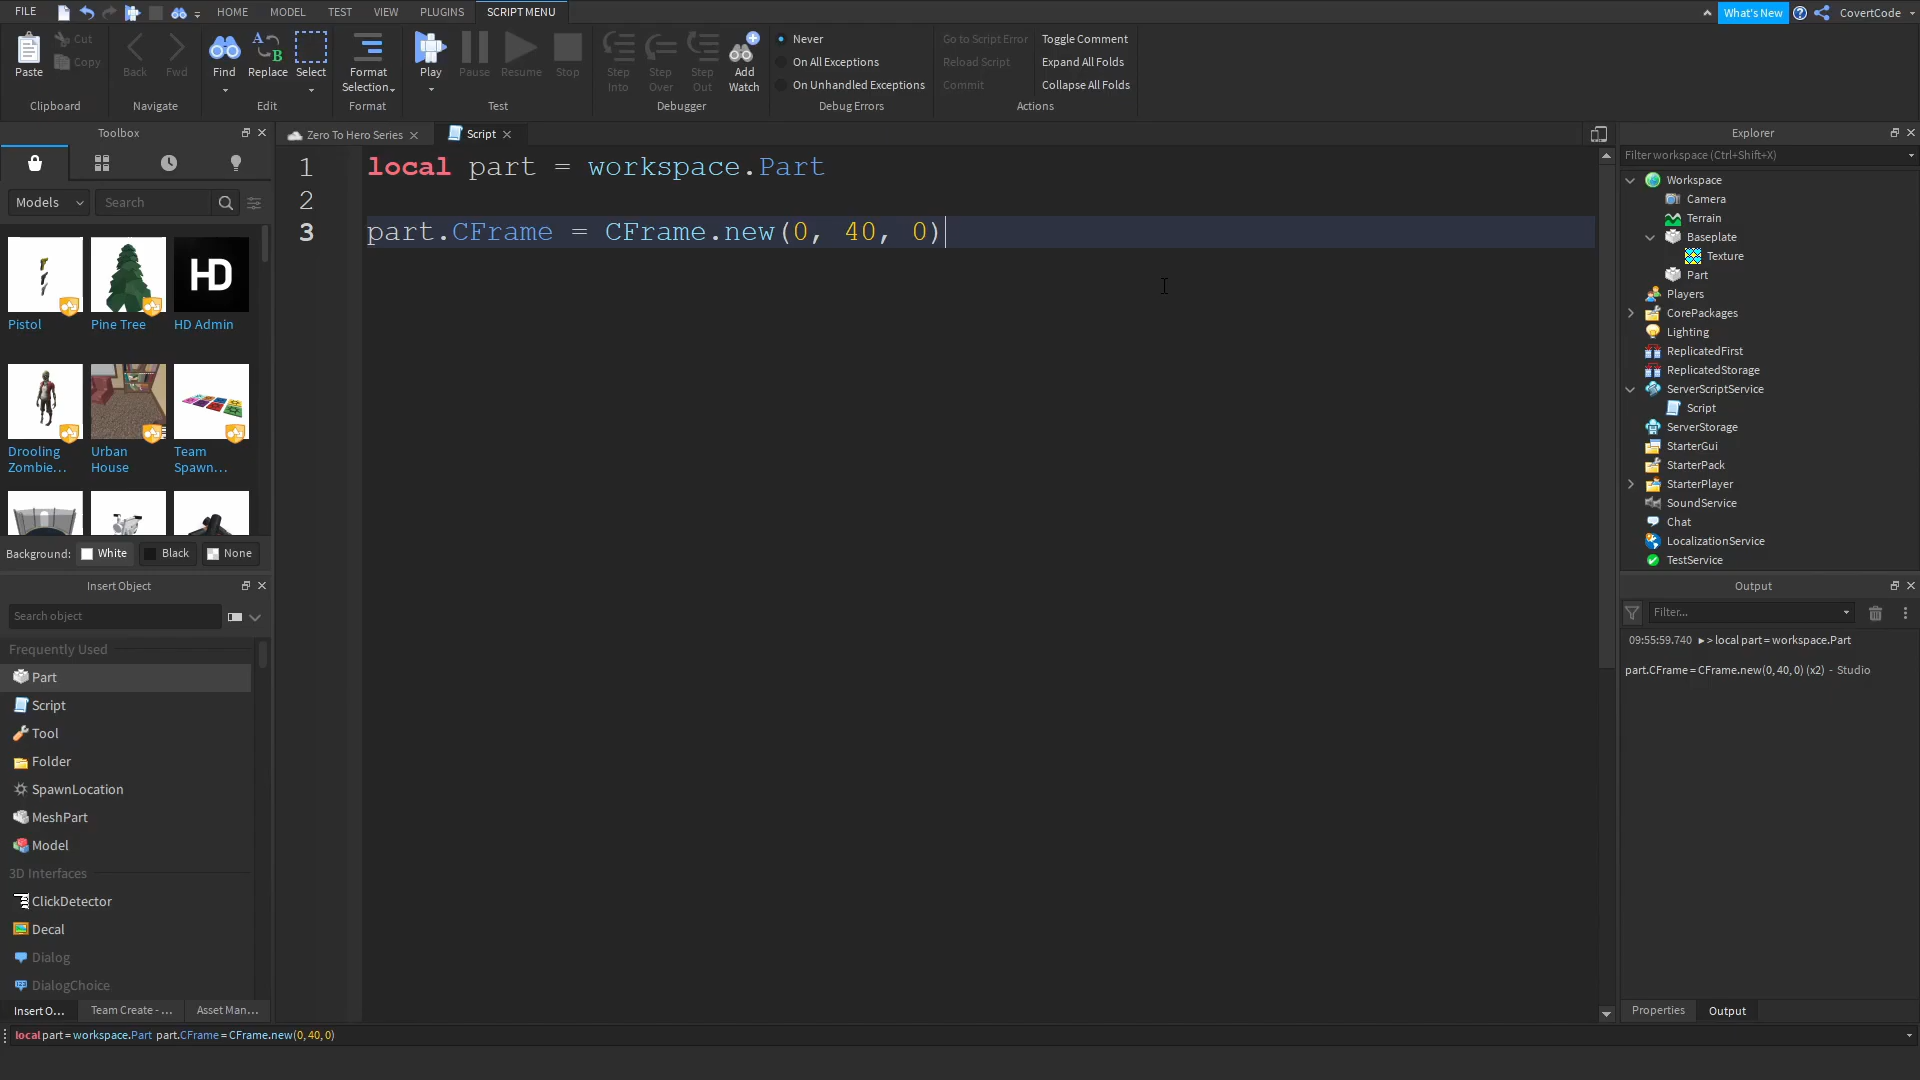 FILE HOME MODEL TEST VIEW PLUGINS SCRIPT MENU What's New CovertCode
Paste Cut Copy Clipboard
Back Fwd Navigate
Find Replace Select Edit
Format Selection Format
Play Pause Resume Stop Test
Step Into Step Over Step Out Add Watch Debugger
Never
On All Exceptions
On Unhandled Exceptions
Debug Errors
Go to Script Error Toggle Comment
Reload Script Expand All Folds
Commit Collapse All Folds
Actions
Toolbox
Models Search
Pistol Pine Tree HD HD Admin
Drooling Zombie... Urban House Team Spawn...
Background: White Black None
Insert Object
Search object
Frequently Used
Part
Script
Tool
Folder
SpawnLocation
MeshPart
Model
3D Interfaces
ClickDetector
Decal
Dialog
DialogChoice
Insert O... Team Create - ... Asset Man...
Zero To Hero Series Script
1 local part = workspace.Part
2
3 part.CFrame = CFrame.new(0, 40, 0)
Explorer
Filter workspace (Ctrl+Shift+X)
Workspace
Camera
Terrain
Baseplate
Texture
Part
Players
CorePackages
Lighting
ReplicatedFirst
ReplicatedStorage
ServerScriptService
Script
ServerStorage
StarterGui
StarterPack
StarterPlayer
SoundService
Chat
LocalizationService
TestService
Output
Filter...
09:55:59.740 > local part = workspace.Part
part.CFrame = CFrame.new(0, 40, 0) (x2) - Studio
Properties Output
local part = workspace.Part part.CFrame = CFrame.new(0, 40, 0)